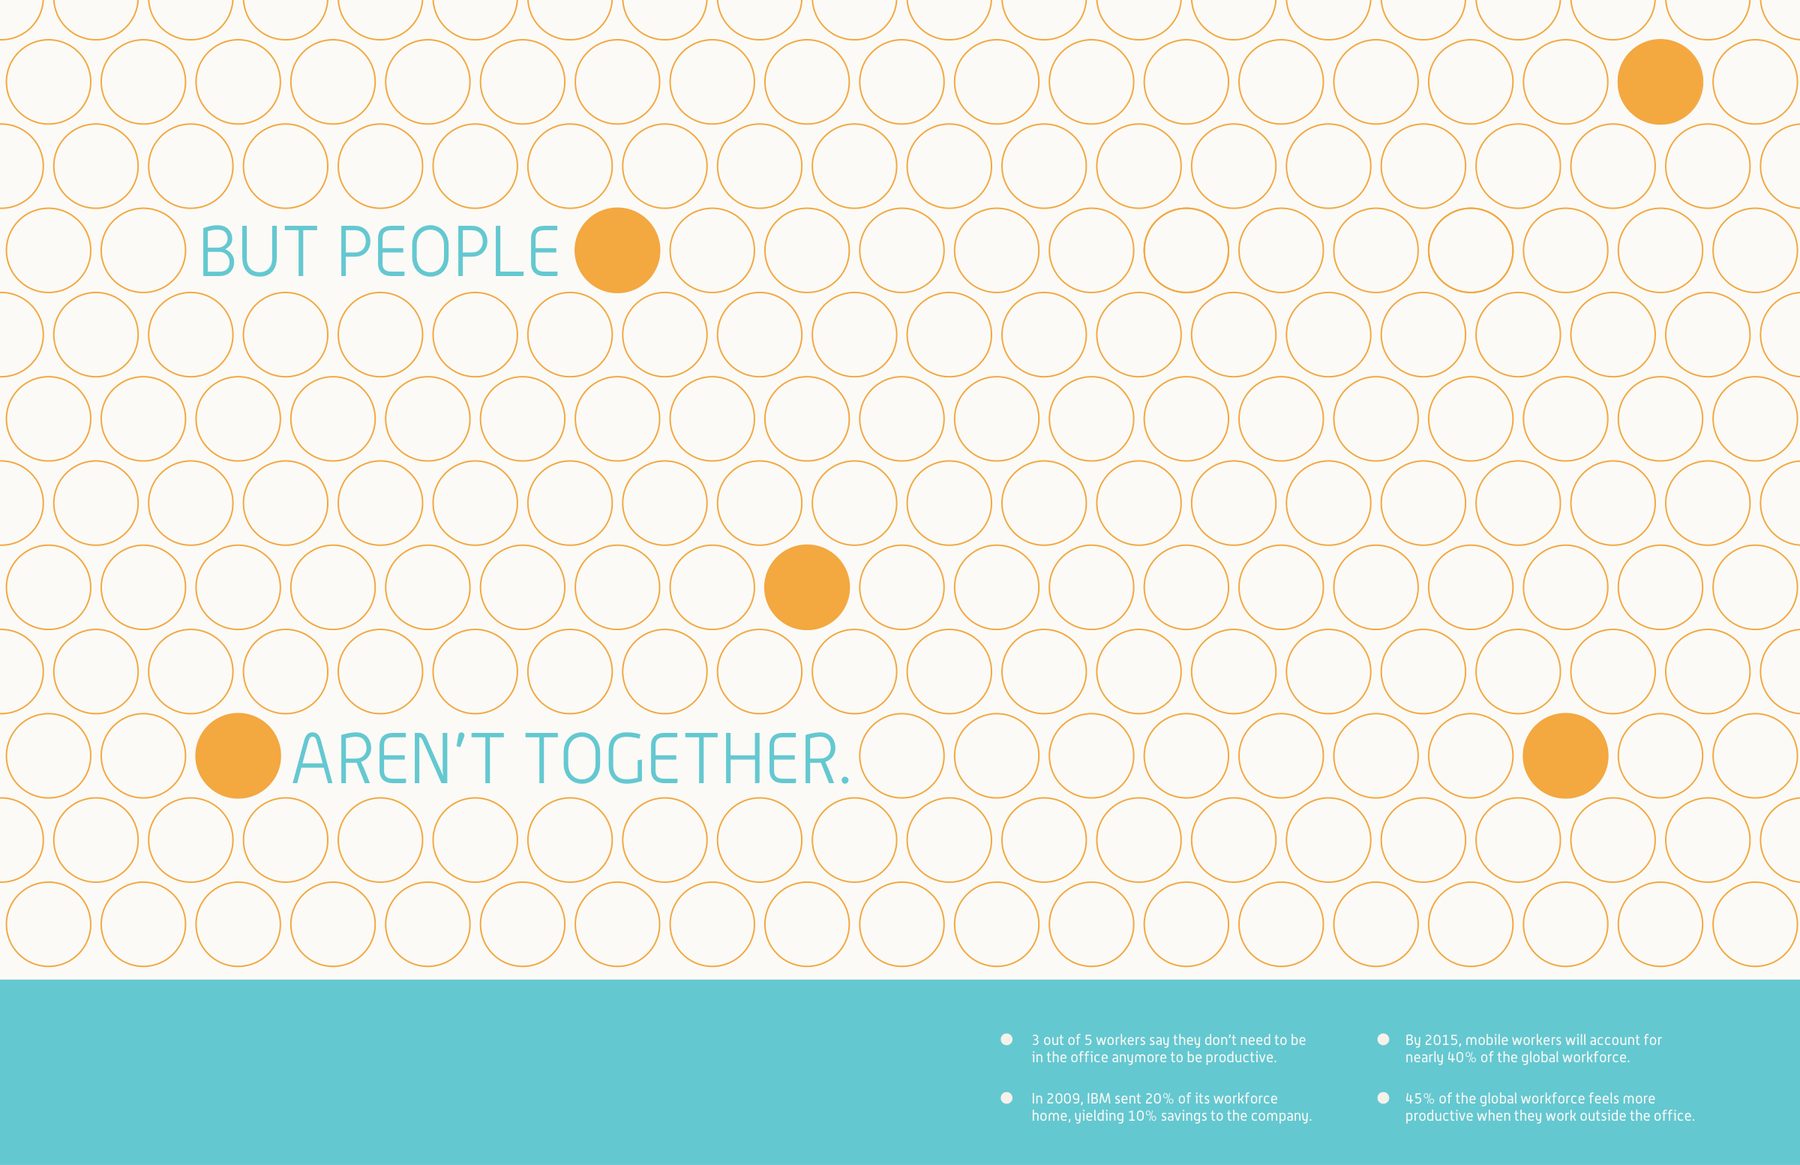 BUT PEOPLE
AREN'T TOGETHER.
3 out of 5 workers say they don't need to be
in the office anymore to be productive.
In 2009, IBM sent 20% of its workforce
home, yielding 10% savings to the company.
By 2015, mobile workers will account for
nearly 40% of the global workforce.
45% of the global workforce feels more
productive when they work outside the office.